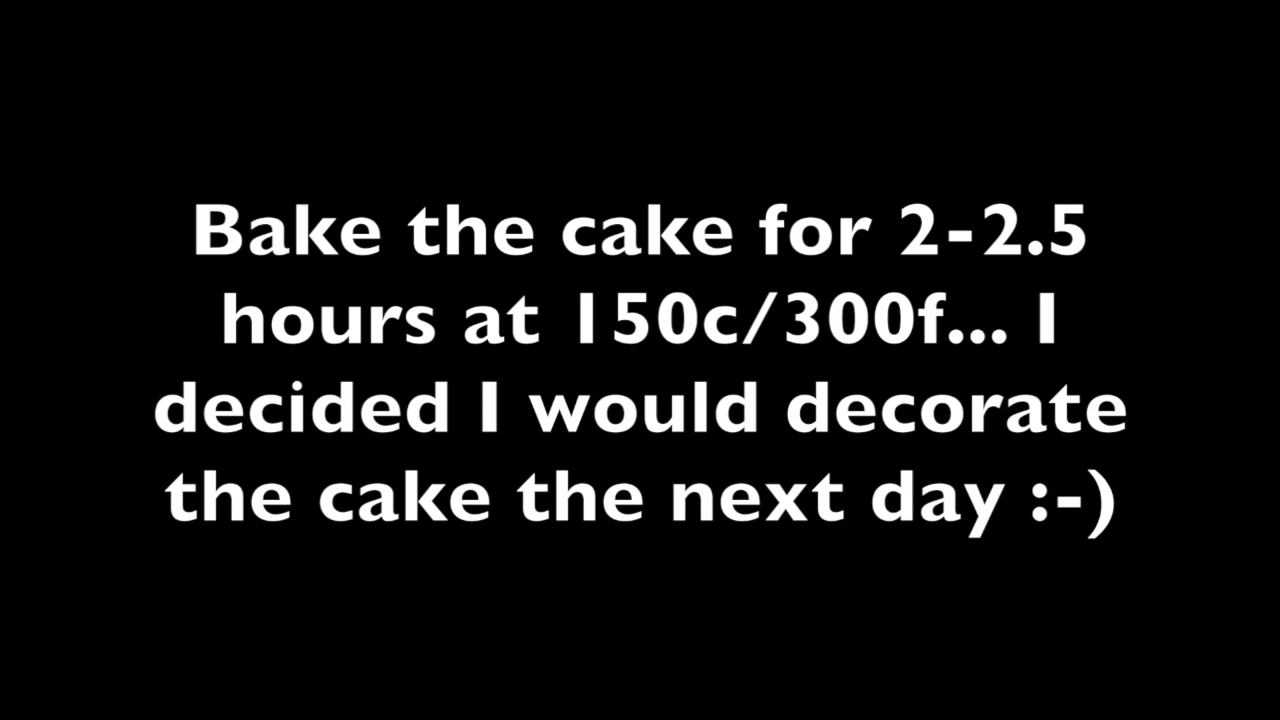 Bake the cake for 2-2.5
hours at 150c/300f... I
decided I would decorate
the cake the next day :-)